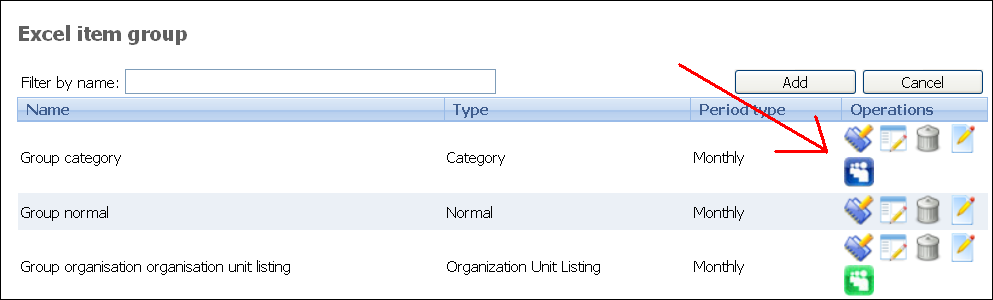 Excel item group
Filter by name:
Add
Cancel
Name Type Period type Operations
Group category Category Monthly
Group normal Normal Monthly
Group organisation organisation unit listing Organization Unit Listing Monthly